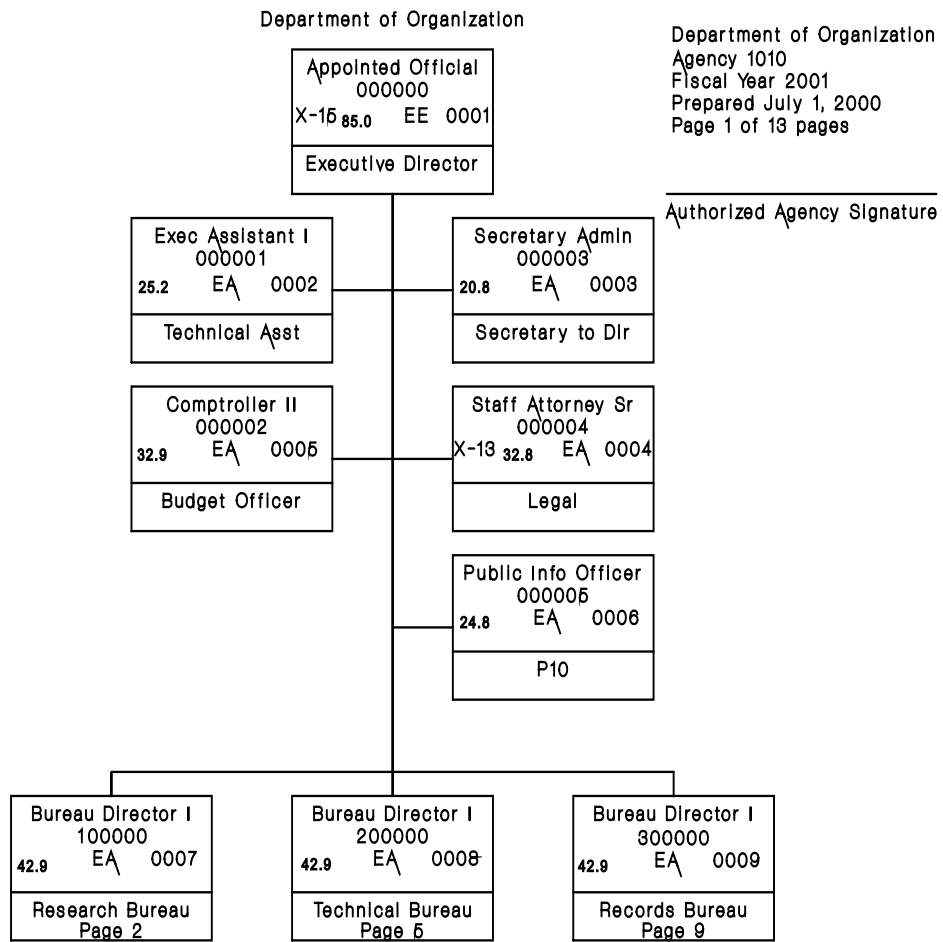 Department of Organization
Department of Organization
Agency 1010
Fiscal Year 2001
Prepared July 1, 2000
Page 1 of 13 pages
Authorized Agency Signature
Appointed Official
000000
X-15 85.0 EE 0001
Executive Director
Exec Assistant I
000001
25.2 EA 0002
Technical Asst
Secretary Admin
000003
20.8 EA 0003
Secretary to Dir
Comptroller II
000002
32.9 EA 0005
Budget Officer
Staff Attorney Sr
000004
X-13 32.8 EA 0004
Legal
Public Info Officer
000005
24.8 EA 0006
P10
Bureau Director I
100000
42.9 EA 0007
Research Bureau
Page 2
Bureau Director I
200000
42.9 EA 0008
Technical Bureau
Page 5
Bureau Director I
300000
42.9 EA 0009
Records Bureau
Page 9